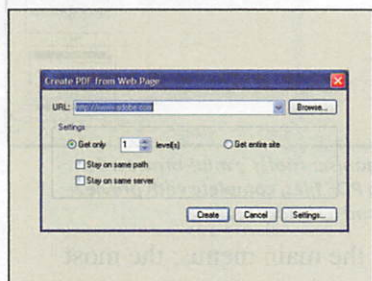 Create PDF from Web Page
URL: http://www.adobe.com Browse...
Settings
Get only 1 level(s) Get entire site
Stay on same path
Stay on same server
Create Cancel Settings...
the main menus, the most